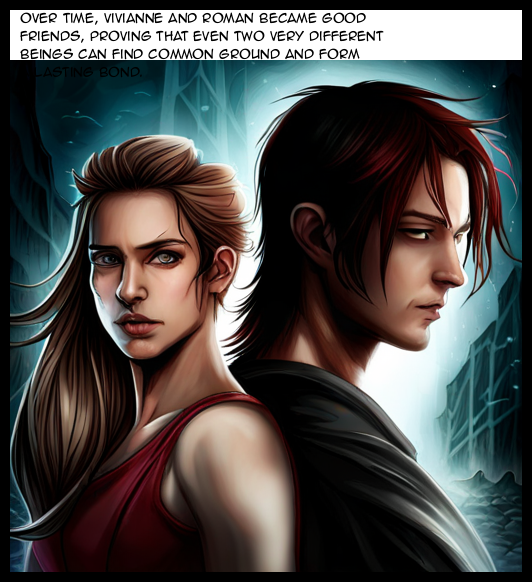 OVER TIME, VIVIANNE AND ROMAN BECAME GOOD
FRIENDS, PROVING THAT EVEN TWO VERY DIFFERENT
BEINGS CAN FIND COMMON GROUND AND FORM
A LASTING BOND.